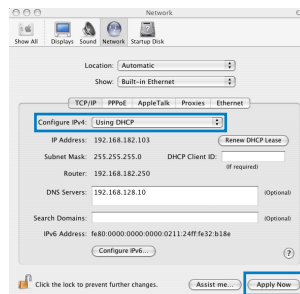 Network
Show All Displays Sound Network Startup Disk
Location: Automatic
Show: Built-in Ethernet
TCP/IP PPPoE AppleTalk Proxies Ethernet
Configure IPv4: Using DHCP
IP Address: 192.168.182.103 Renew DHCP Lease
Subnet Mask: 255.255.255.0 DHCP Client ID:
(If required)
Router: 192.168.182.250
DNS Servers: 192.168.128.10 (Optional)
Search Domains: (Optional)
IPv6 Address: fe80:0000:0000:0000:0211:24ff:fe32:b18e
Configure IPv6... ?
Click the lock to prevent further changes. Assist me... Apply Now